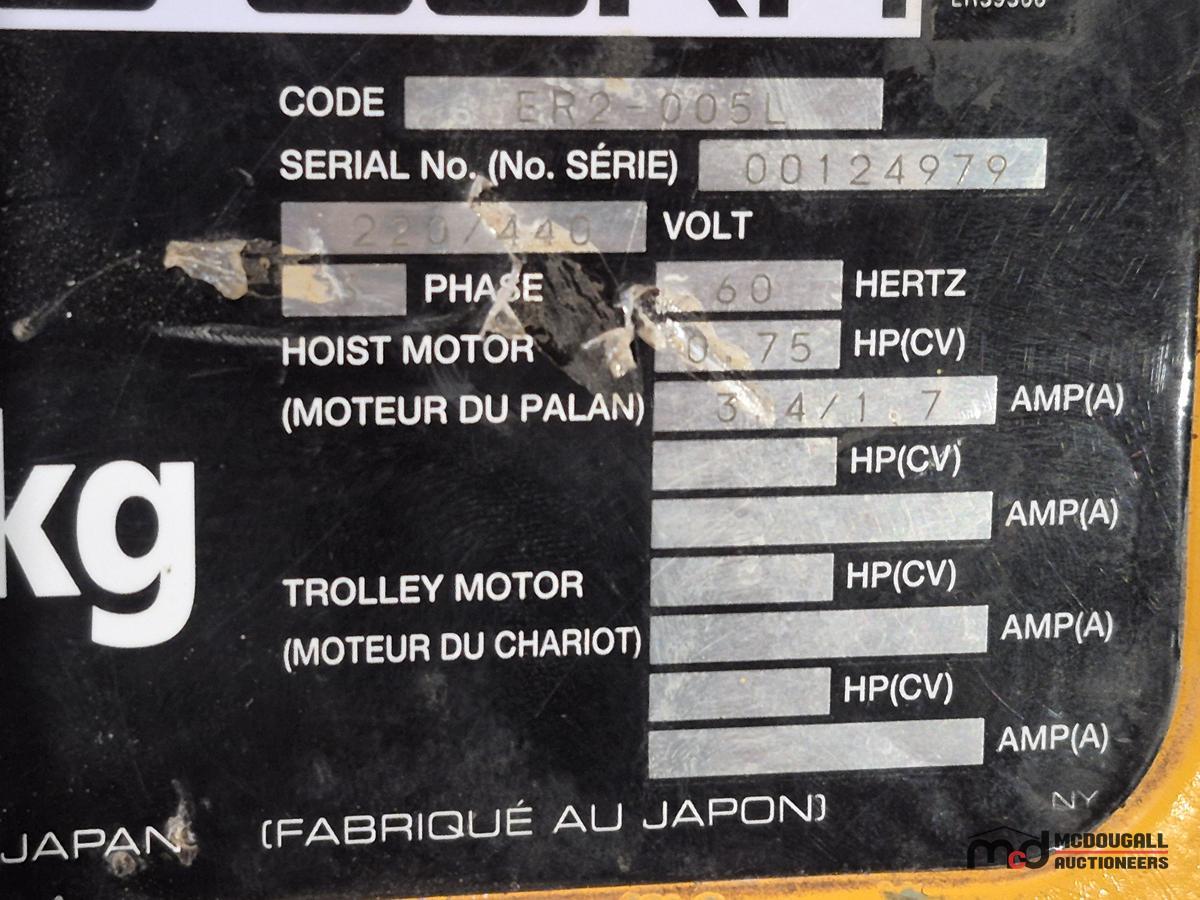 CODE ER2-005L
SERIAL No. (No. SÉRIE) 00124979
220/440 VOLT
3 PHASE 60 HERTZ
HOIST MOTOR 0.75 HP(CV)
(MOTEUR DU PALAN) 3.4/1.7 AMP(A)
HP(CV)
AMP(A)
kg
TROLLEY MOTOR HP(CV)
(MOTEUR DU CHARIOT) AMP(A)
HP(CV)
AMP(A)
NY
JAPAN (FABRIQUÉ AU JAPON)
mcd MCDOUGALL
AUCTIONEERS